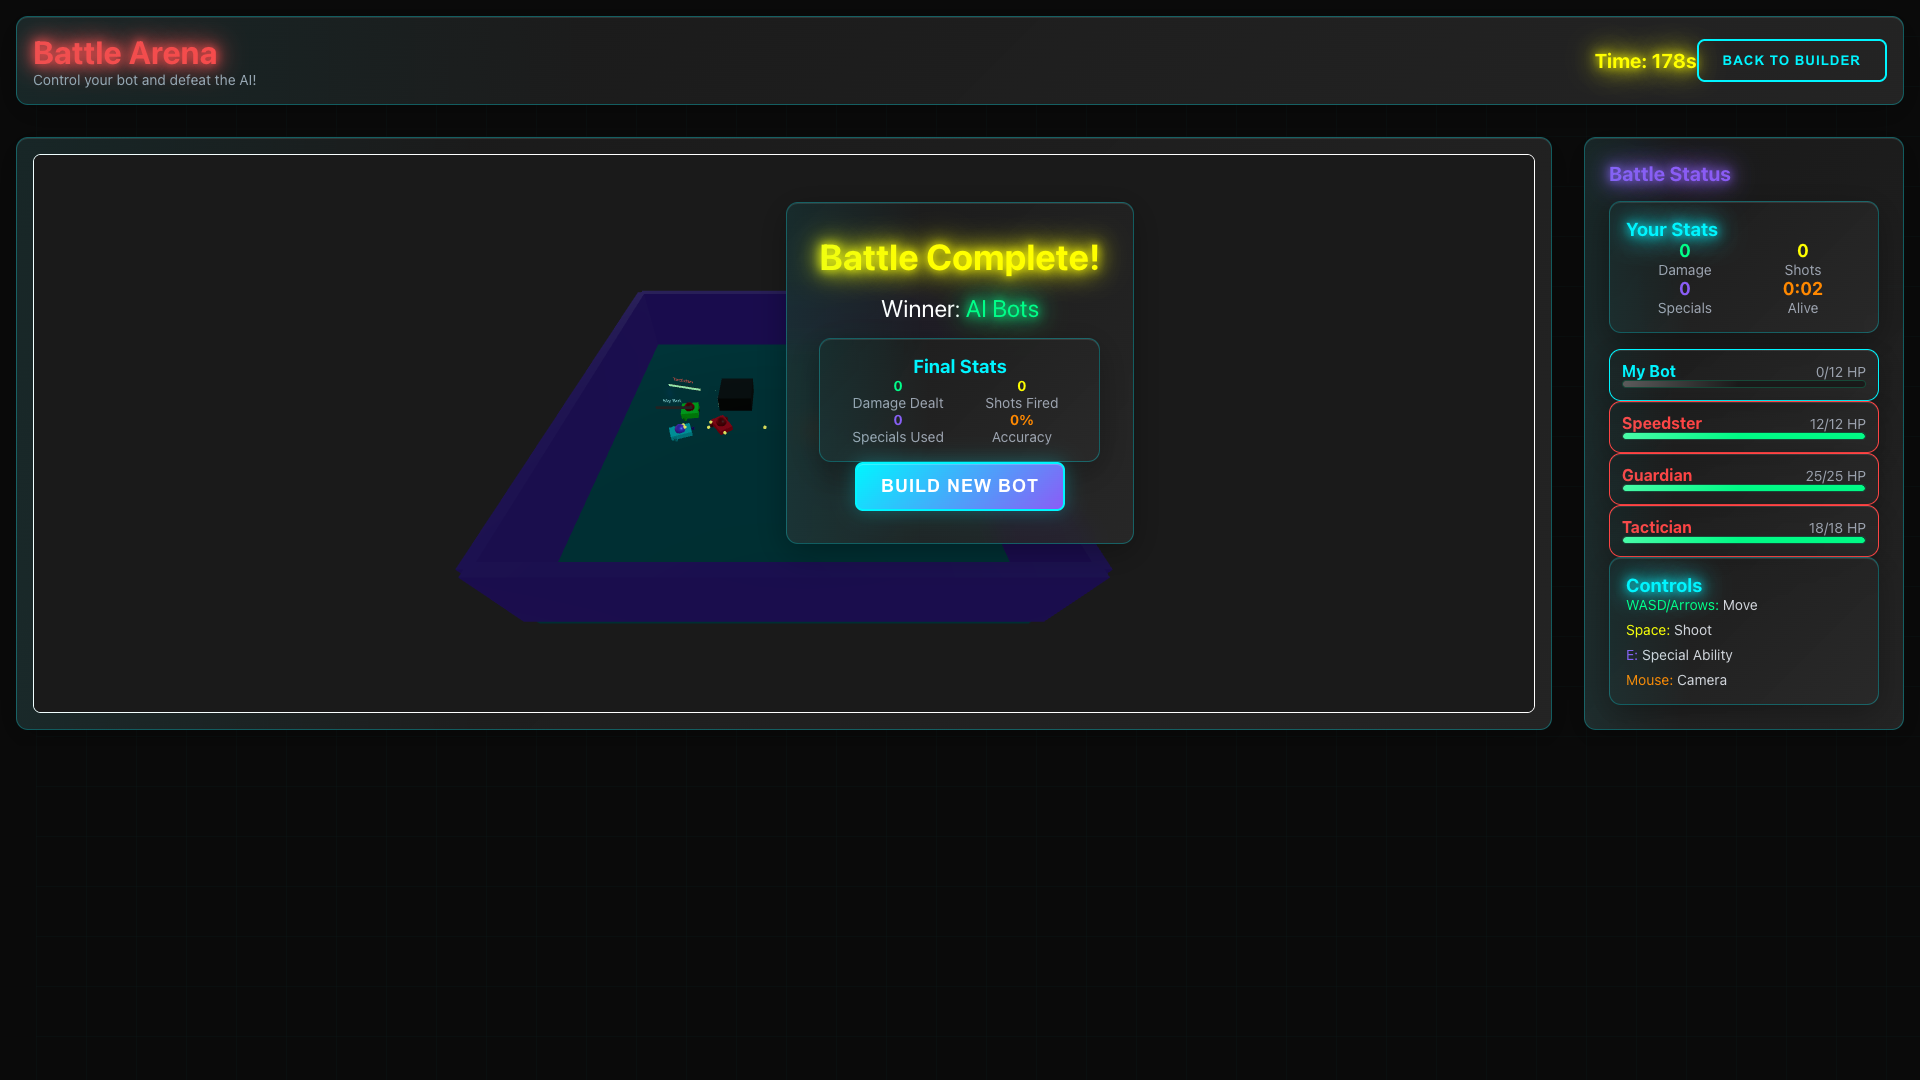 Battle Arena
Control your bot and defeat the AI!
Time: 178s
BACK TO BUILDER
Battle Complete!
Winner: AI Bots
Final Stats
0 0
Damage Dealt Shots Fired
0 0%
Specials Used Accuracy
BUILD NEW BOT
Battle Status
Your Stats
0 0
Damage Shots
0 0:02
Specials Alive
My Bot 0/12 HP
Speedster 12/12 HP
Guardian 25/25 HP
Tactician 18/18 HP
Controls
WASD/Arrows: Move
Space: Shoot
E: Special Ability
Mouse: Camera
Tactician
My Bot